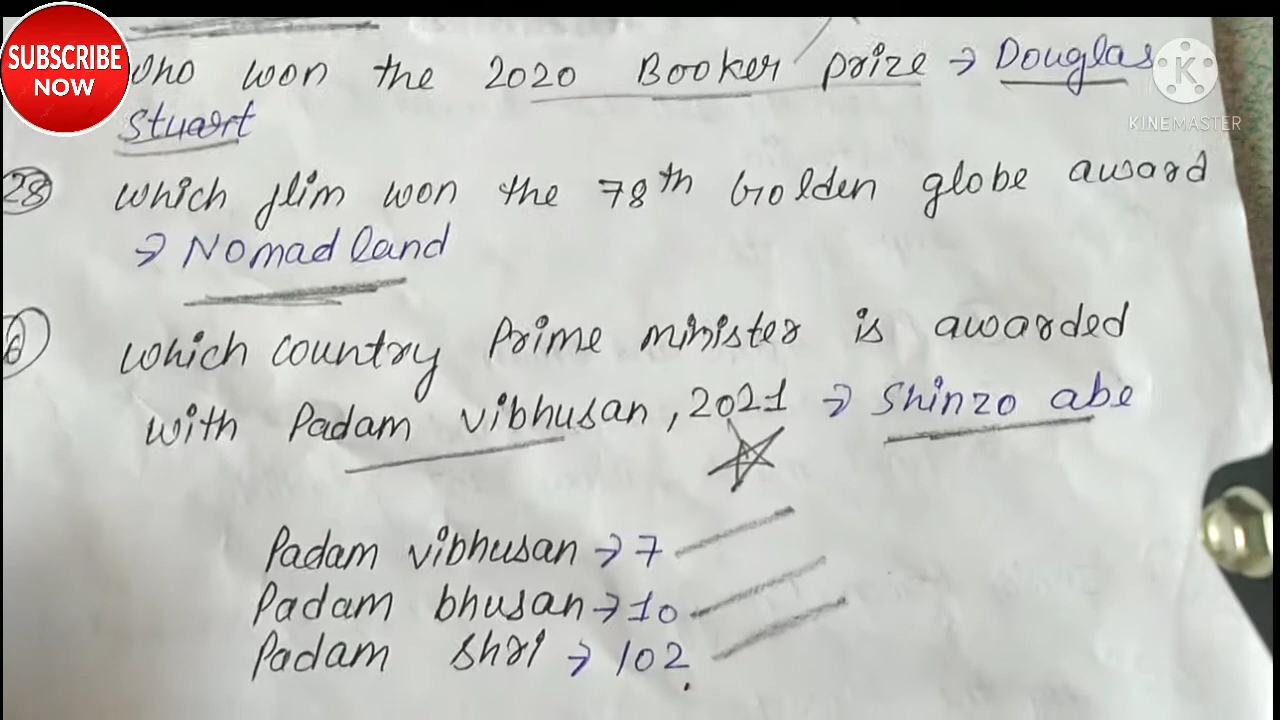 SUBSCRIBE
NOW
who won the 2020 Booker prize → Douglas
Stuart
KINEMASTER
28 which flim won the 78th Golden globe award
→ Nomadland
which country Prime minister is awarded
with Padam vibhusan, 2021 → Shinzo abe
Padam vibhusan → 7
Padam bhusan → 10
Padam Shri → 102